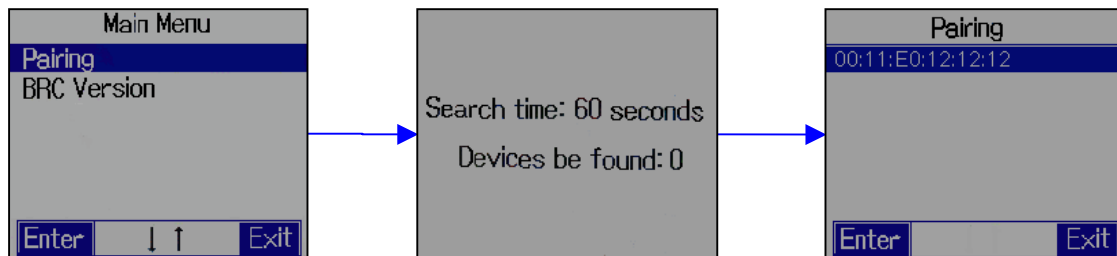 Main Menu
Pairing
BRC Version
Enter ↓ ↑ Exit
Search time: 60 seconds
Devices be found: 0
Pairing
00:11:E0:12:12:12
Enter Exit